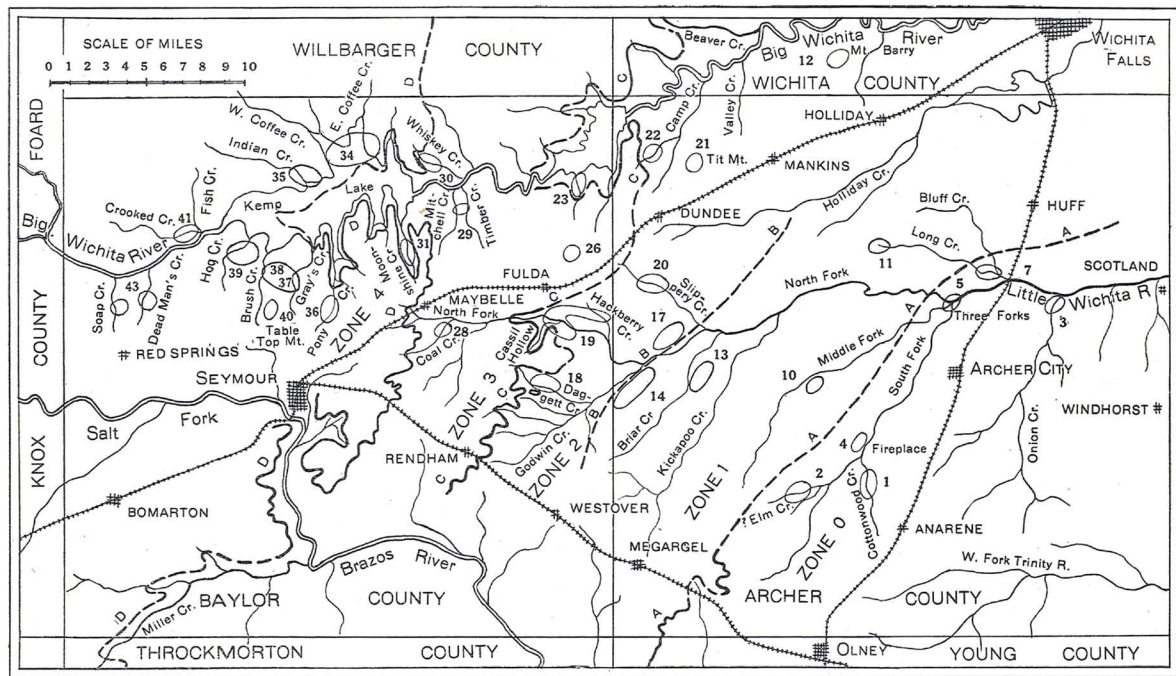 SCALE OF MILES
0 1 2 3 4 5 6 7 8 9 10
WILLBARGER COUNTY
Beaver Cr.
Big Wichita River
12
Mt. Barry
WICHITA FALLS
WICHITA COUNTY
FOARD
COUNTY
KNOX
D
C
W. Coffee Cr.
E. Coffee Cr.
Indian Cr.
34
35
Whiskey Cr.
30
22
Camp Cr.
Valley Cr.
21
Tit Mt.
HOLLIDAY
MANKINS
Holliday Cr.
Fish Cr.
Crooked Cr.
41
Kemp
Lake
Mitchell Cr.
Timber Cr.
29
23
C
DUNDEE
B
Bluff Cr.
HUFF
A
Big Wichita River
Hog Cr.
39
38
37
Brush Cr.
Gray's Cr.
D
Moonshine Cr.
31
26
FULDA
20
Slippery Cr.
11
Long Cr.
7
SCOTLAND
Soap Cr.
43
Dead Man's Cr.
40
Table Top Mt.
36
Pony Cr.
ZONE 4
MAYBELLE
D
North Fork
28
Coal Cr.
C
Hackberry Cr.
19
17
North Fork
A
5
Three Forks
Little Wichita R.
3
RED SPRINGS
SEYMOUR
Cassil Hollow
18
Daggett Cr.
B
14
13
10
Middle Fork
South Fork
ARCHER CITY
WINDHORST
Salt Fork
ZONE 3
C
Godwin Cr.
B
ZONE 2
Briar Cr
Kickapoo Cr.
A
4
Fireplace
Onion Cr.
RENDHAM
C
ZONE 1
2
? Elm Cr.
Cottonwood Cr.
1
BOMARTON
D
WESTOVER
ZONE 0
ANARENE
Brazos River
MEGARGEL
W. Fork Trinity R.
D
Miller Cr.
BAYLOR COUNTY
A
ARCHER COUNTY
THROCKMORTON COUNTY
OLNEY
YOUNG COUNTY